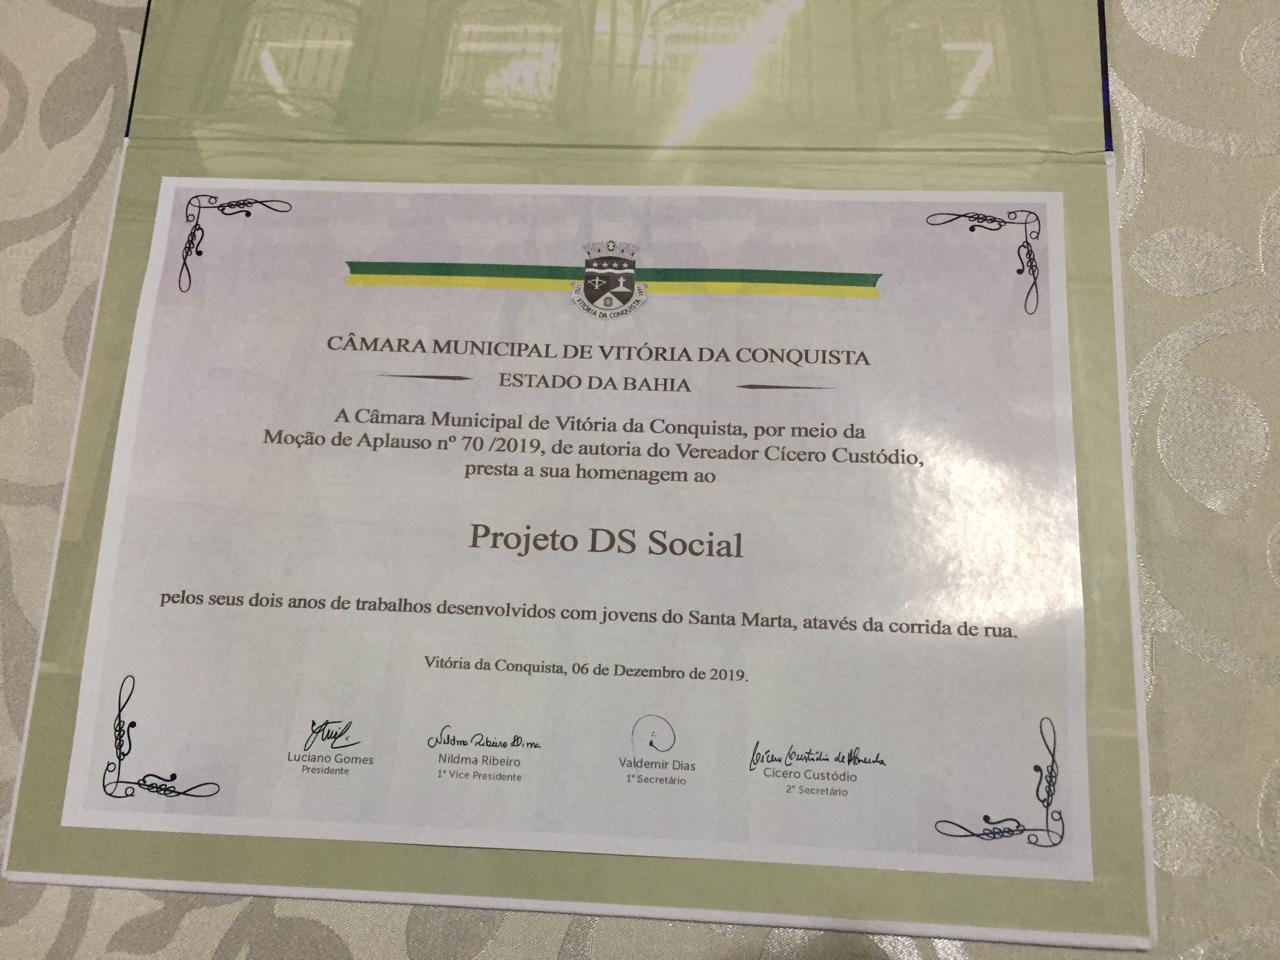 VITÓRIA DA CONQUISTA
CÂMARA MUNICIPAL DE VITÓRIA DA CONQUISTA
ESTADO DA BAHIA
A Câmara Municipal de Vitória da Conquista, por meio da
Moção de Aplauso nº 70 /2019, de autoria do Vereador Cícero Custódio,
presta a sua homenagem ao
Projeto DS Social
pelos seus dois anos de trabalhos desenvolvidos com jovens do Santa Marta, atavés da corrida de rua.
Vitória da Conquista, 06 de Dezembro de 2019.
Luciano Gomes
Presidente
Nildma Ribeiro
1ª Vice Presidente
Valdemir Dias
1º Secretário
Cícero Custódio
2º Secretário